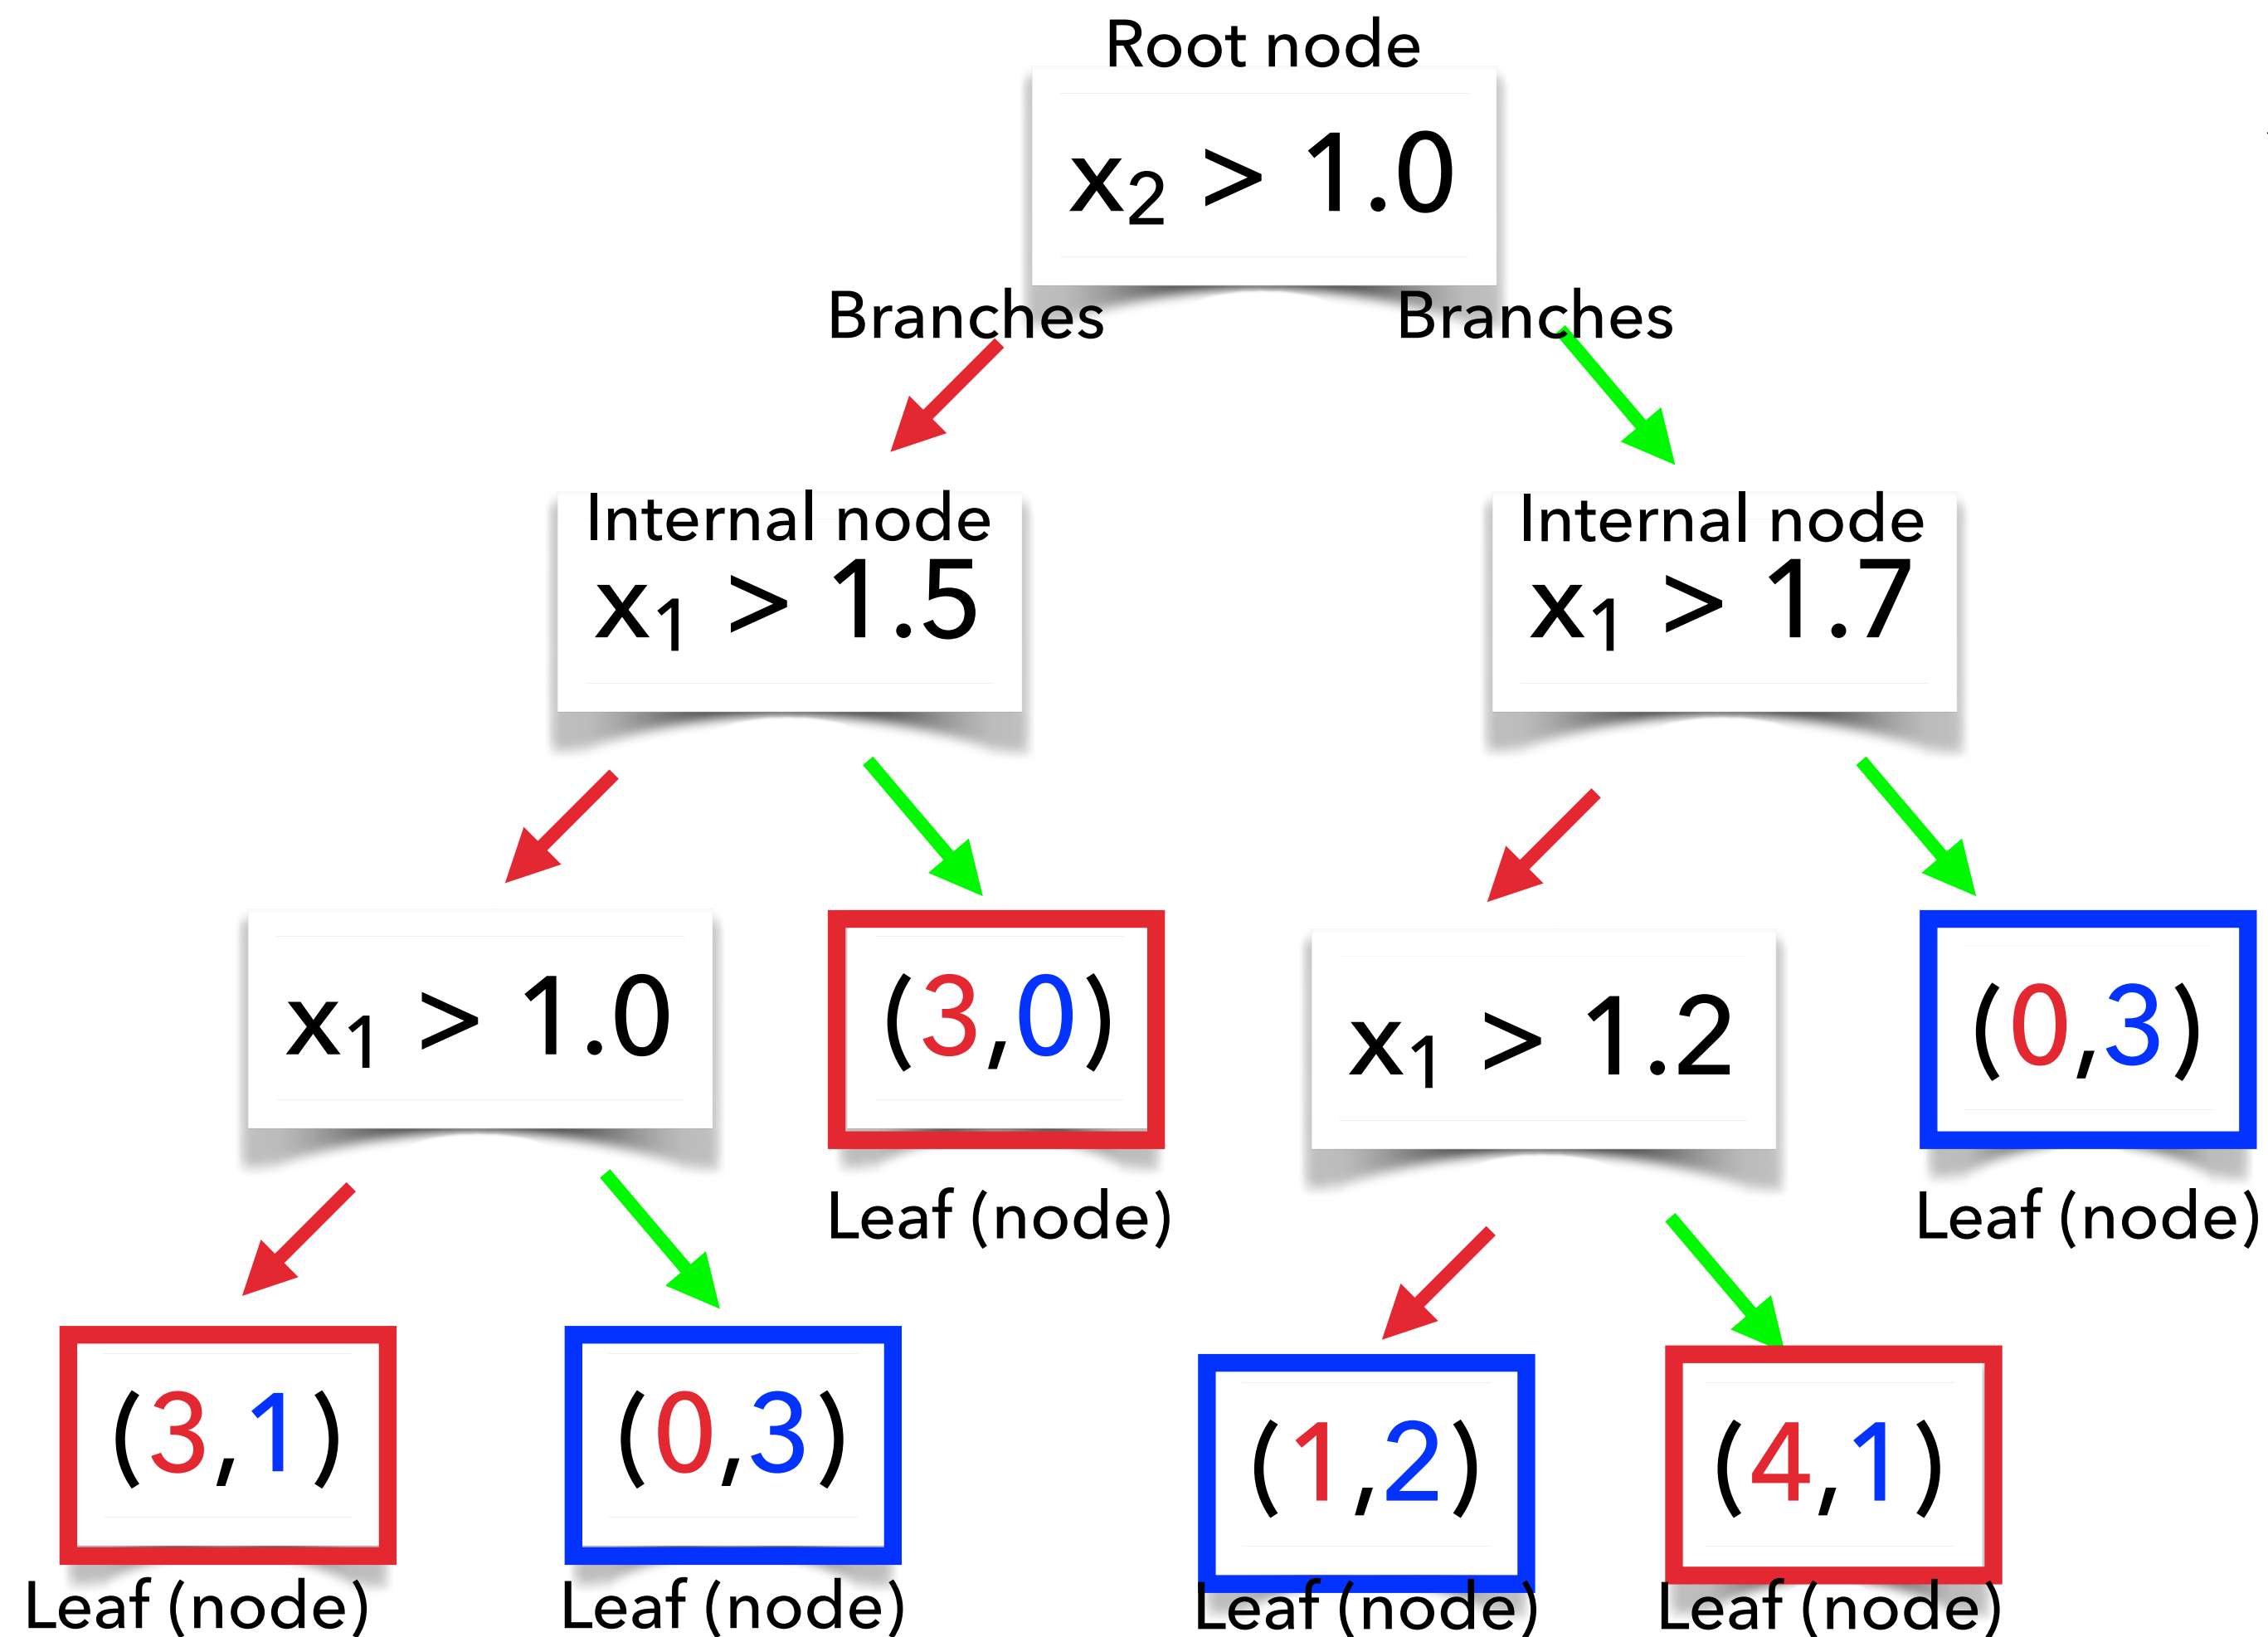 Root node
x₂ > 1.0
Branches Branches
Internal node Internal node
x₁ > 1.5 x₁ > 1.7
x₁ > 1.0 (3,0) x₁ > 1.2 (0,3)
Leaf (node) Leaf (node)
(3,1) (0,3) (1,2) (4,1)
Leaf (node) Leaf (node) Leaf (node) Leaf (node)